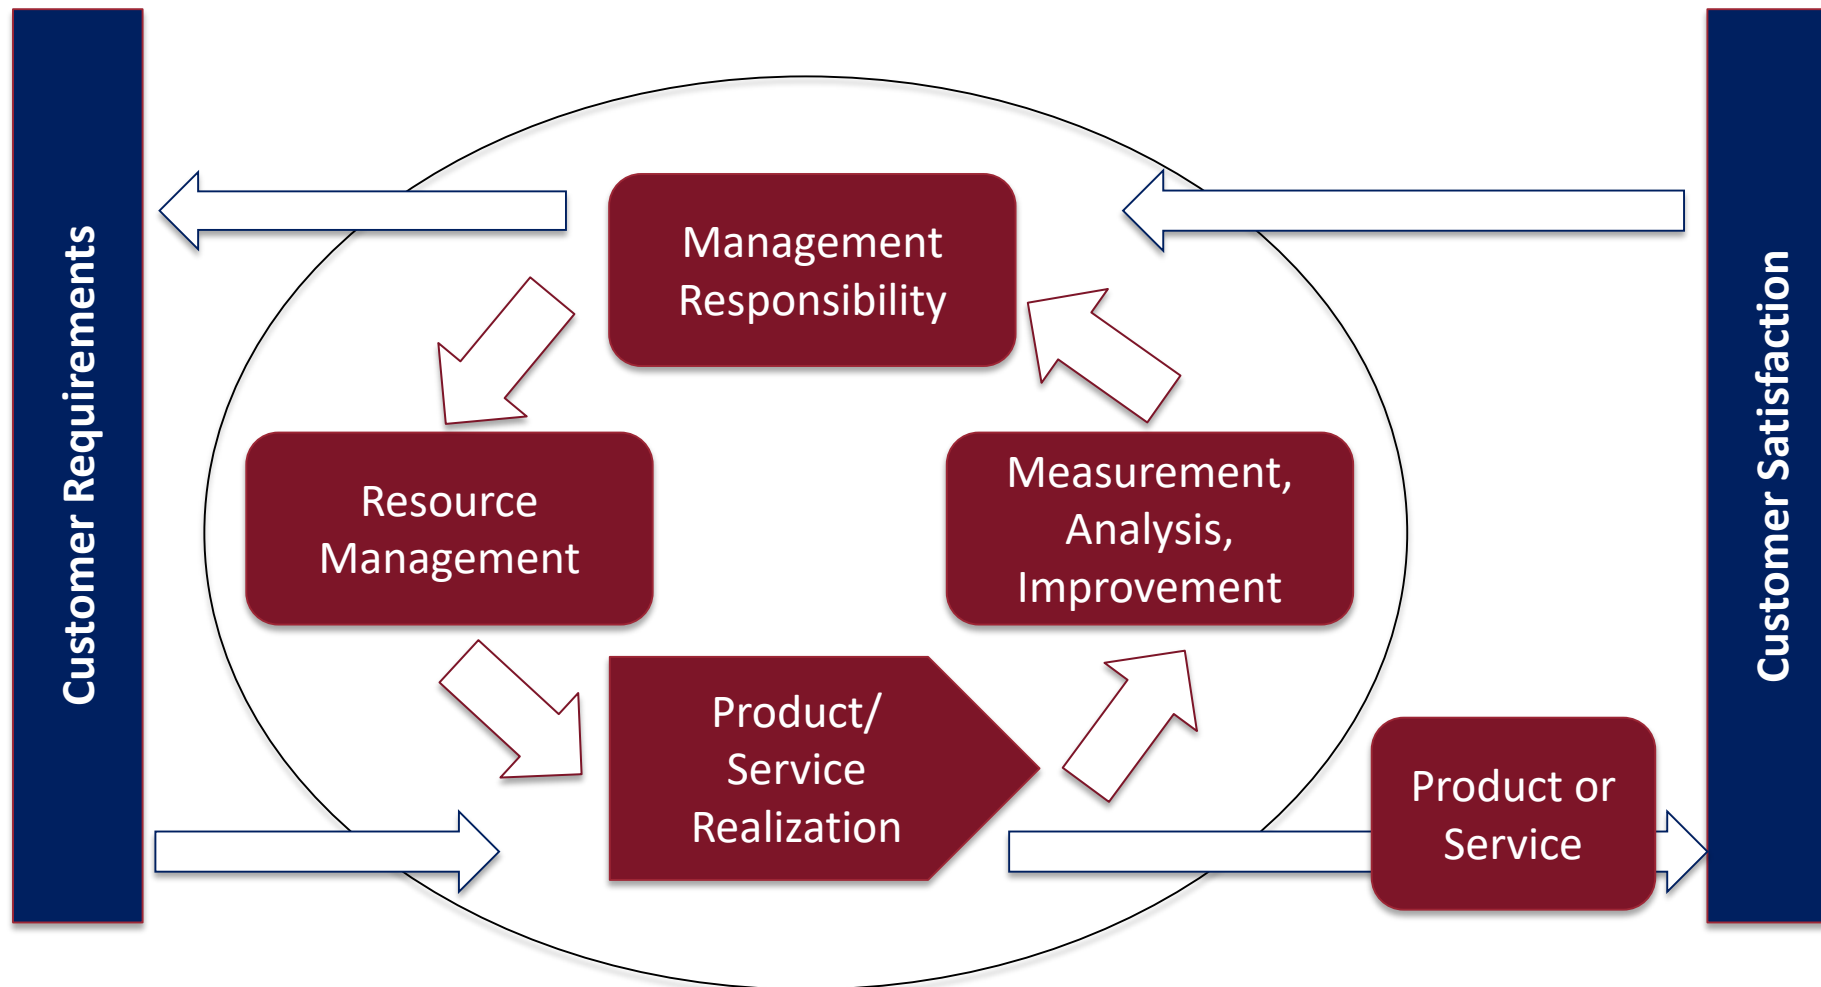 Customer Requirements
Management
Responsibility
Resource
Management
Measurement,
Analysis,
Improvement
Product/
Service
Realization
Product or
Service
Customer Satisfaction